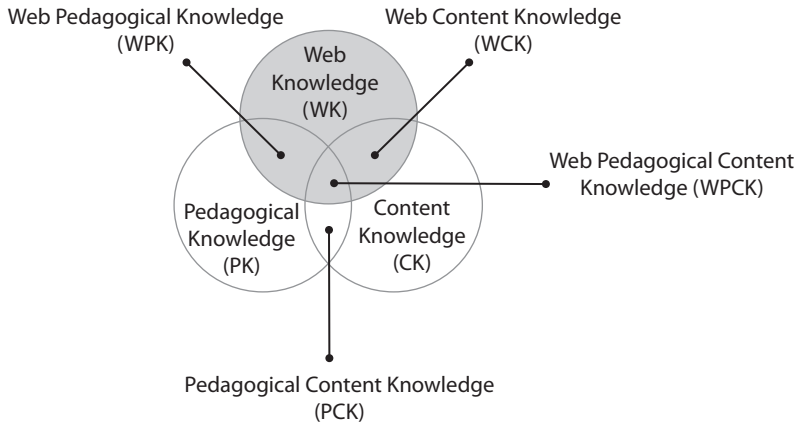 Web Pedagogical Knowledge
(WPK)
Web Content Knowledge
(WCK)
Web
Knowledge
(WK)
Web Pedagogical Content
Knowledge (WPCK)
Pedagogical
Knowledge
(PK)
Content
Knowledge
(CK)
Pedagogical Content Knowledge
(PCK)